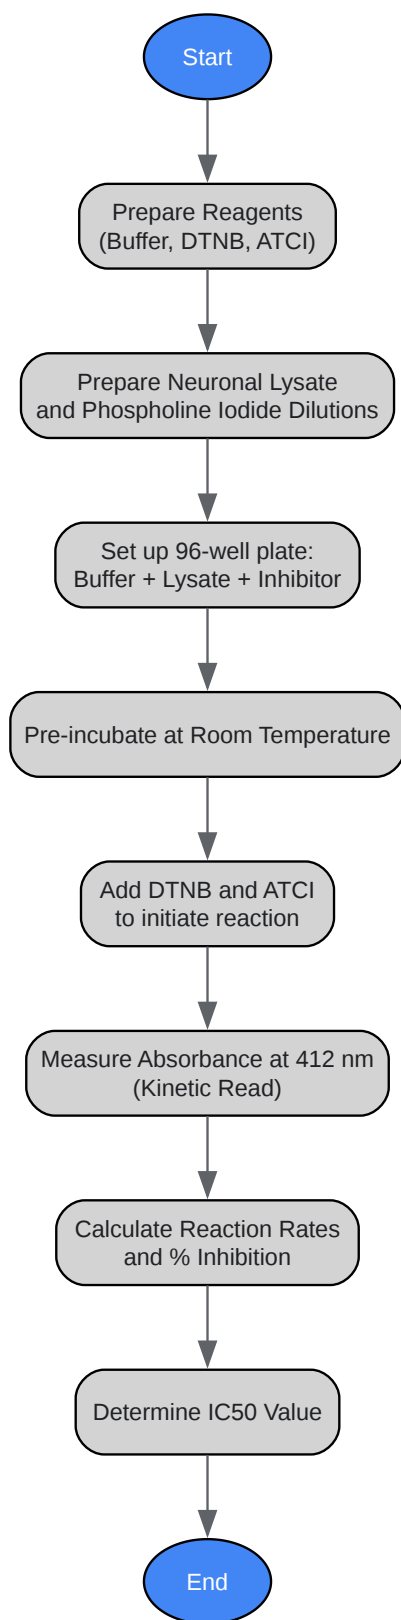 Start
Prepare Reagents
(Buffer, DTNB, ATCI)
Prepare Neuronal Lysate
and Phospholine Iodide Dilutions
Set up 96-well plate:
Buffer + Lysate + Inhibitor
Pre-incubate at Room Temperature
Add DTNB and ATCI
to initiate reaction
Measure Absorbance at 412 nm
(Kinetic Read)
Calculate Reaction Rates
and % Inhibition
Determine IC50 Value
End